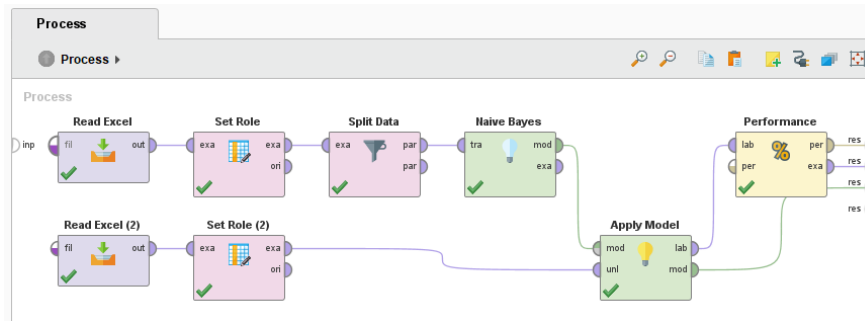 Process
Process
Process
Read Excel
Set Role
Split Data
Naive Bayes
Performance
inp
fil
out
exa
exa
ori
exa
par
par
tra
mod
exa
lab
per
per
exa
res
res
res
res
Read Excel (2)
Set Role (2)
Apply Model
fil
out
exa
exa
ori
mod
unl
lab
mod